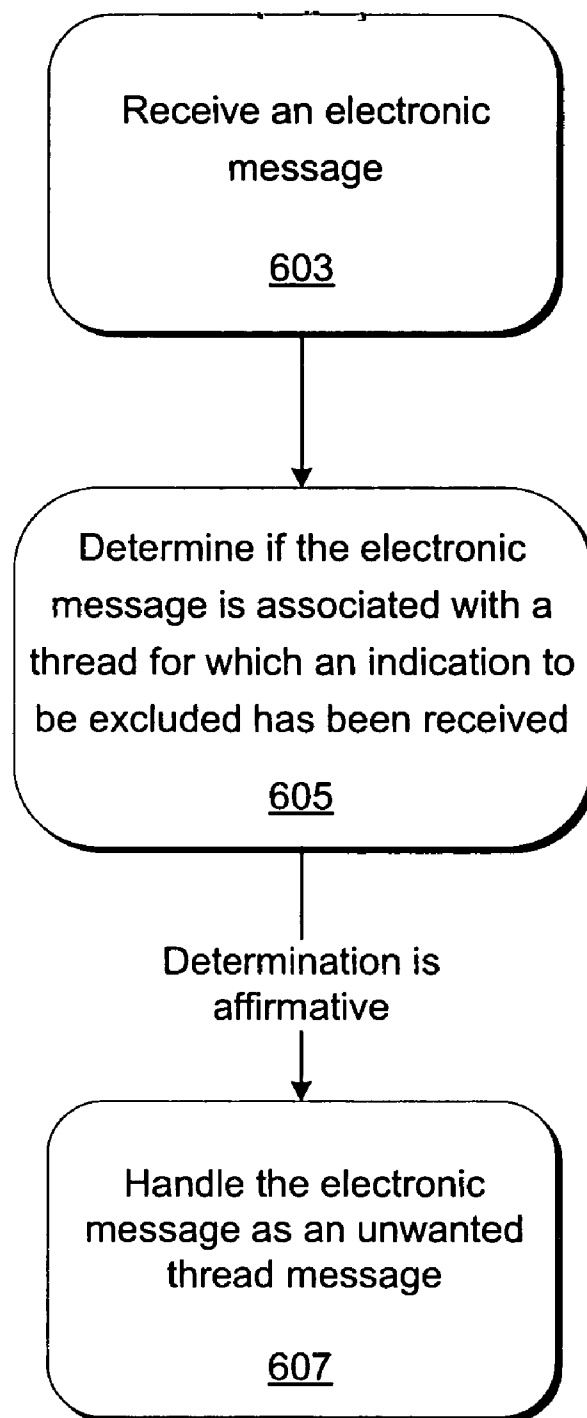 Receive an electronic
message
603
Determine if the electronic
message is associated with a
thread for which an indication to
be excluded has been received
605
Determination is
affirmative
Handle the electronic
message as an unwanted
thread message
607